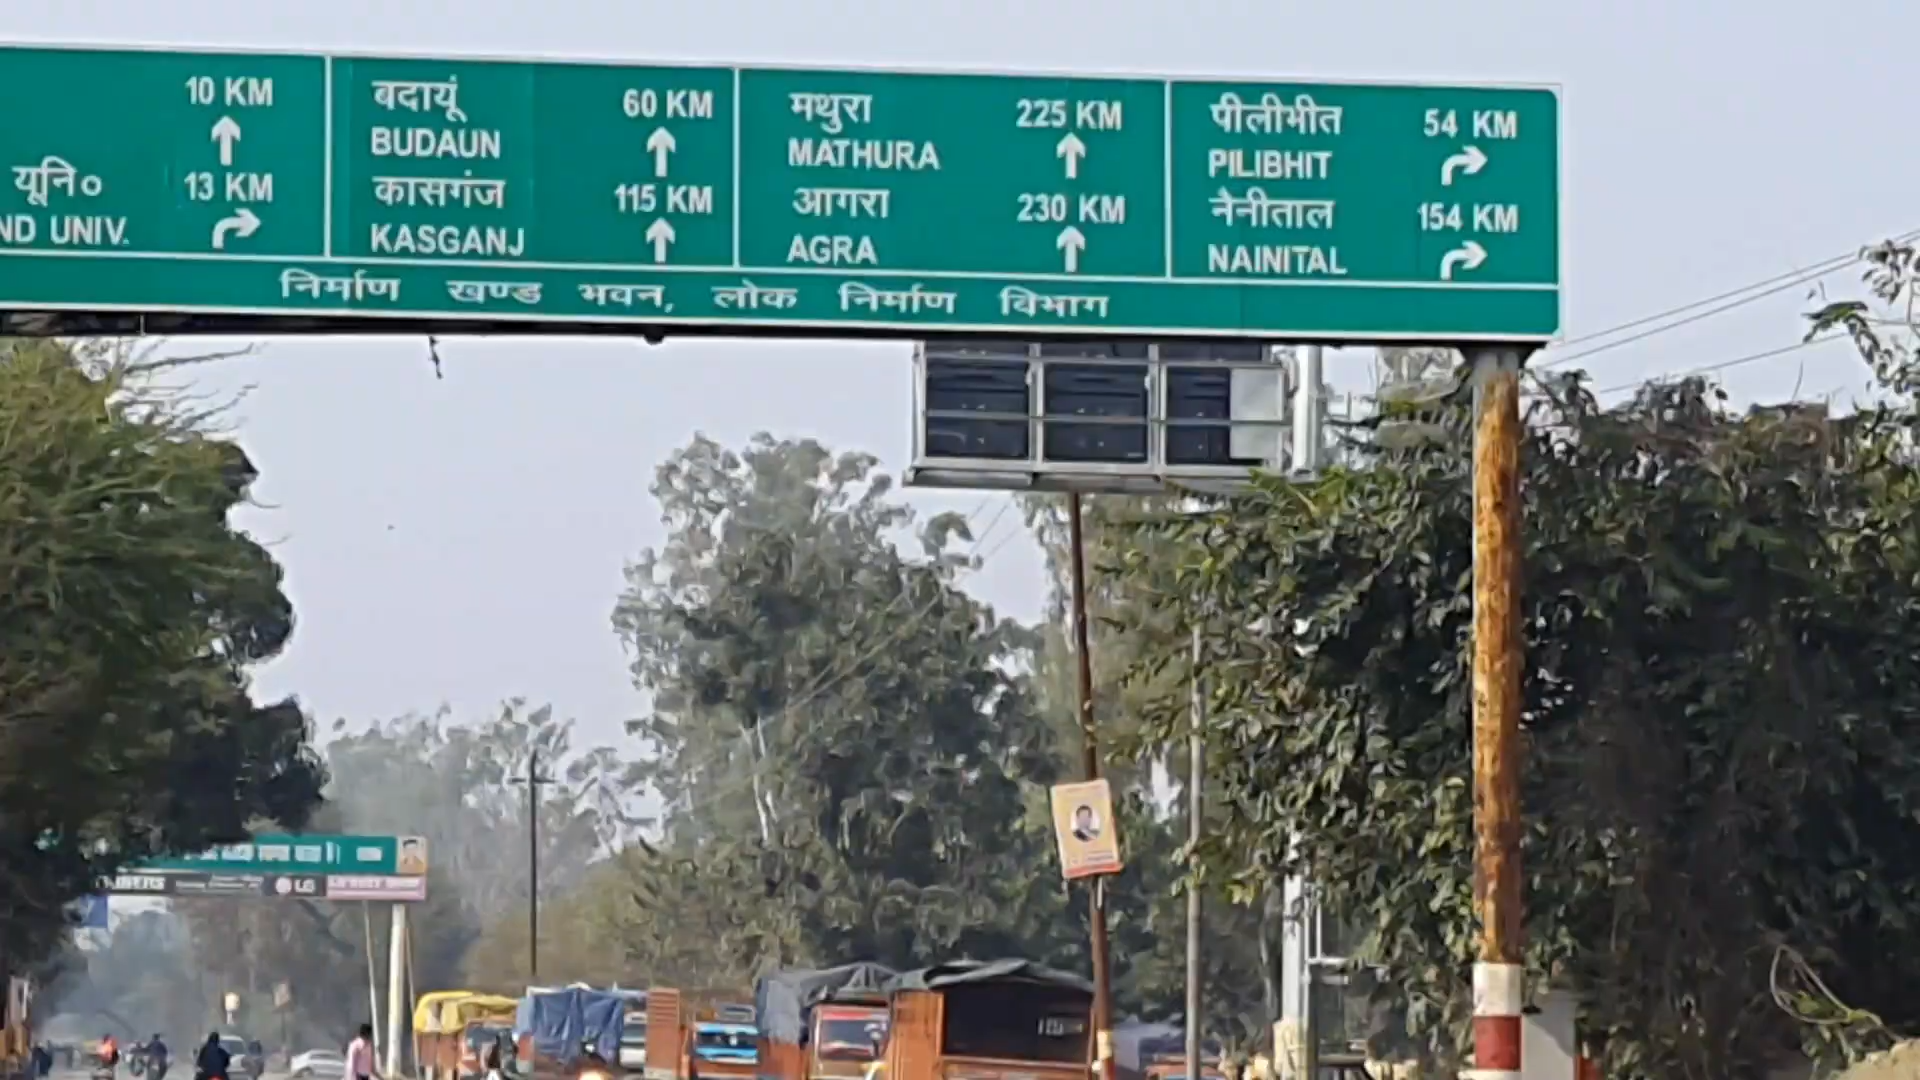 10 KM
यूनि०
13 KM
ND UNIV.
बदायूं
60 KM
BUDAUN
कासगंज
115 KM
KASGANJ
मथुरा
225 KM
MATHURA
आगरा
230 KM
AGRA
पीलीभीत
54 KM
PILIBHIT
नैनीताल
154 KM
NAINITAL
निर्माण खण्ड भवन, लोक निर्माण विभाग
LG